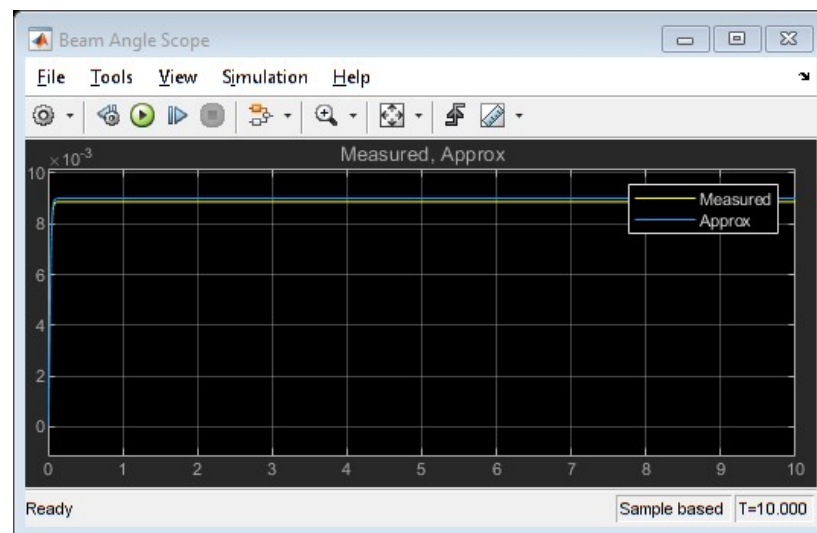 Beam Angle Scope
File Tools View Simulation Help
×10-3
Measured, Approx
10
8
6
4
2
0
Measured
Approx
0 1 2 3 4 5 6 7 8 9 10
Ready Sample based T=10.000